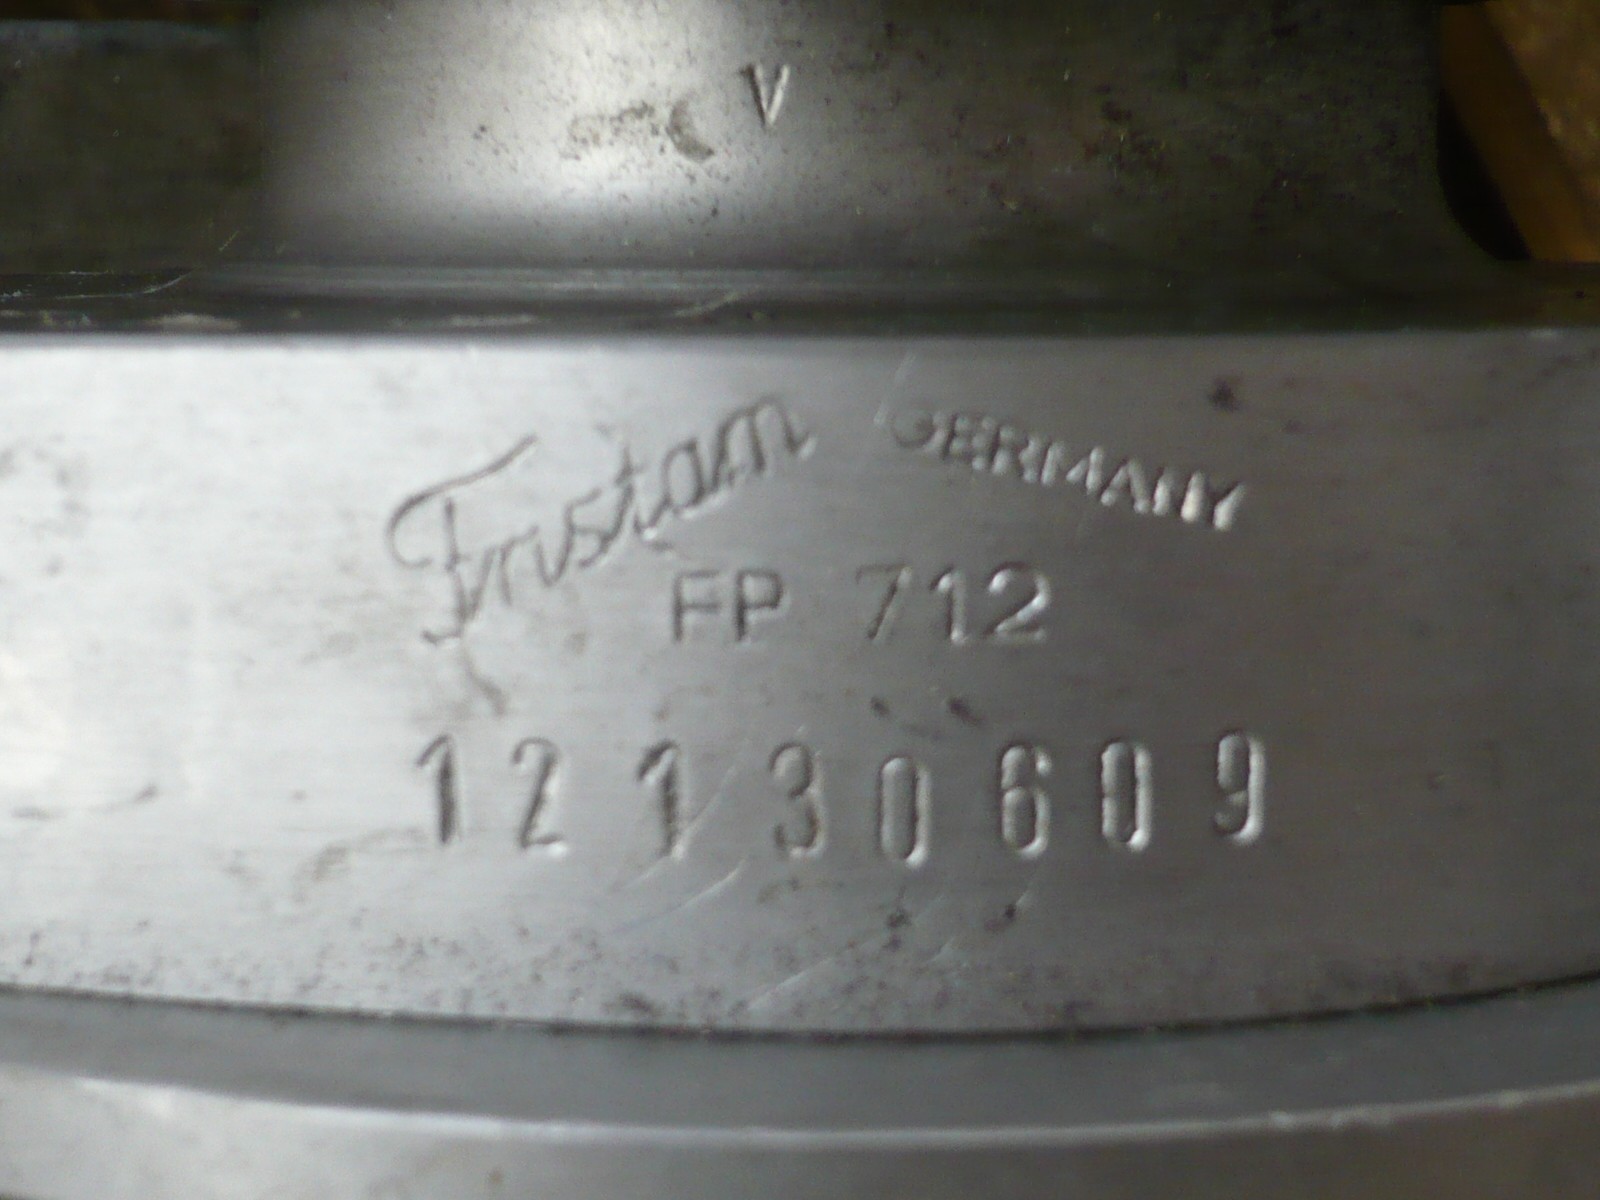 V
Fristam GERMANY
FP 712
12130609